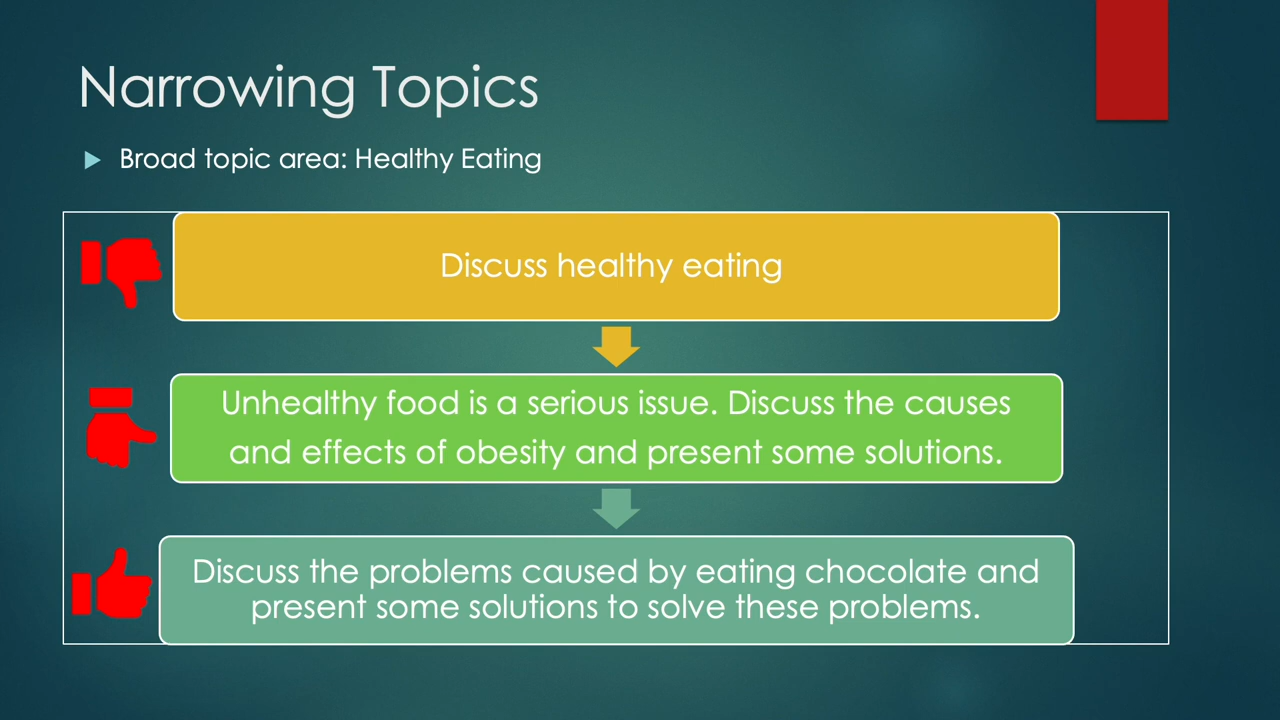 Narrowing Topics
Broad topic area: Healthy Eating
Discuss healthy eating
Unhealthy food is a serious issue. Discuss the causes
and effects of obesity and present some solutions.
Discuss the problems caused by eating chocolate and
present some solutions to solve these problems.